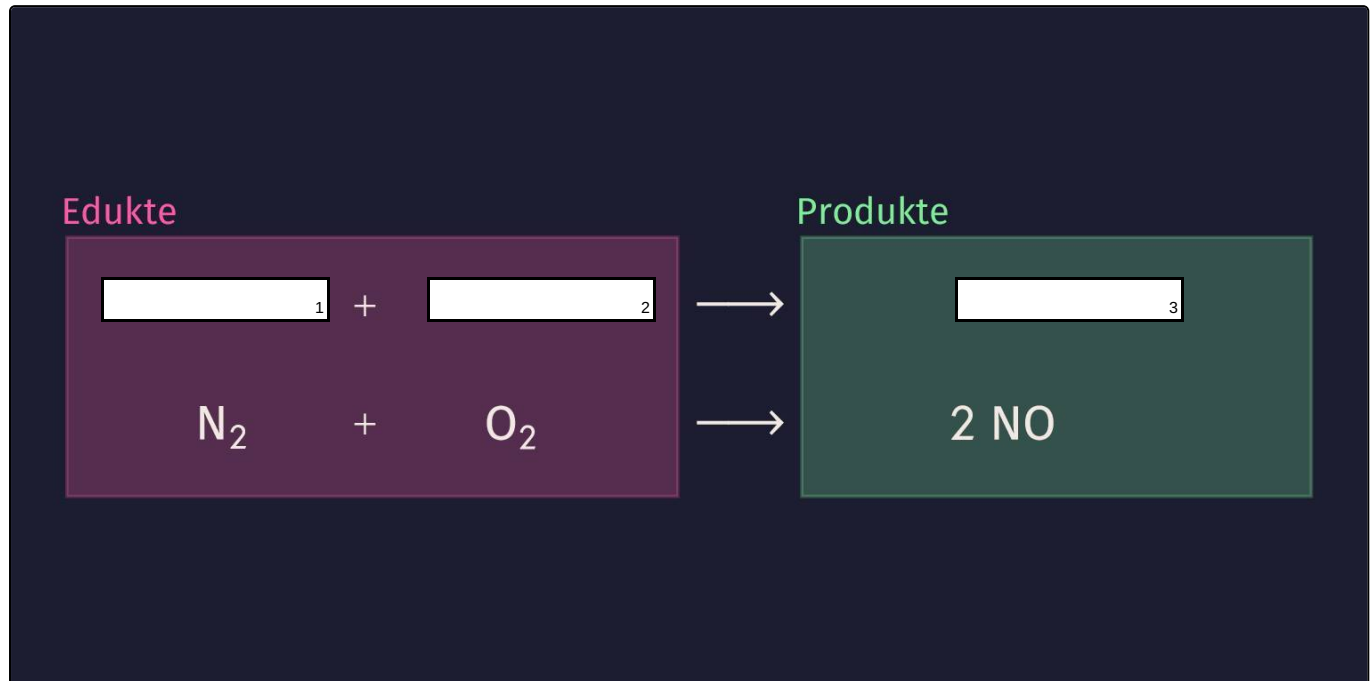 Edukte Produkte
1 + 2 ⟶ 3
N₂ + O₂ ⟶ 2 NO